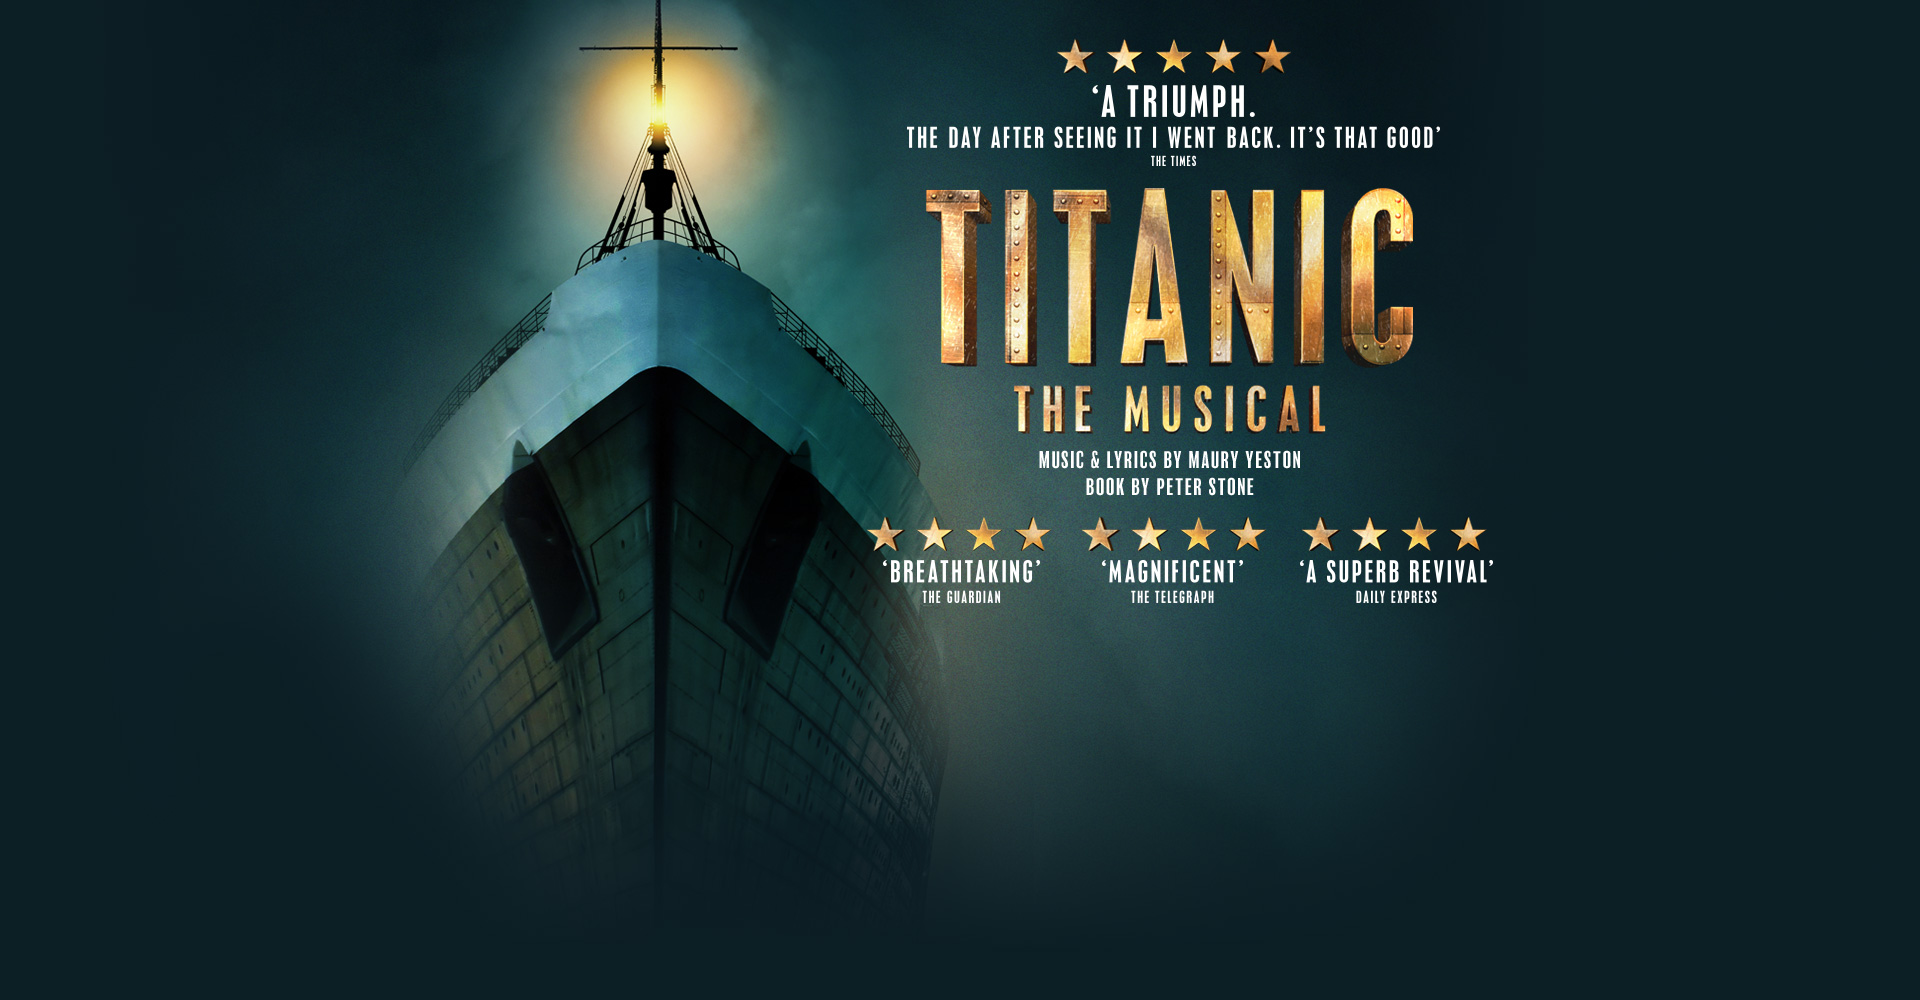 ‘A TRIUMPH.
THE DAY AFTER SEEING IT I WENT BACK. IT’S THAT GOOD’
THE TIMES
TITANIC
THE MUSICAL
MUSIC & LYRICS BY MAURY YESTON
BOOK BY PETER STONE
‘BREATHTAKING’
THE GUARDIAN
‘MAGNIFICENT’
THE TELEGRAPH
‘A SUPERB REVIVAL’
DAILY EXPRESS